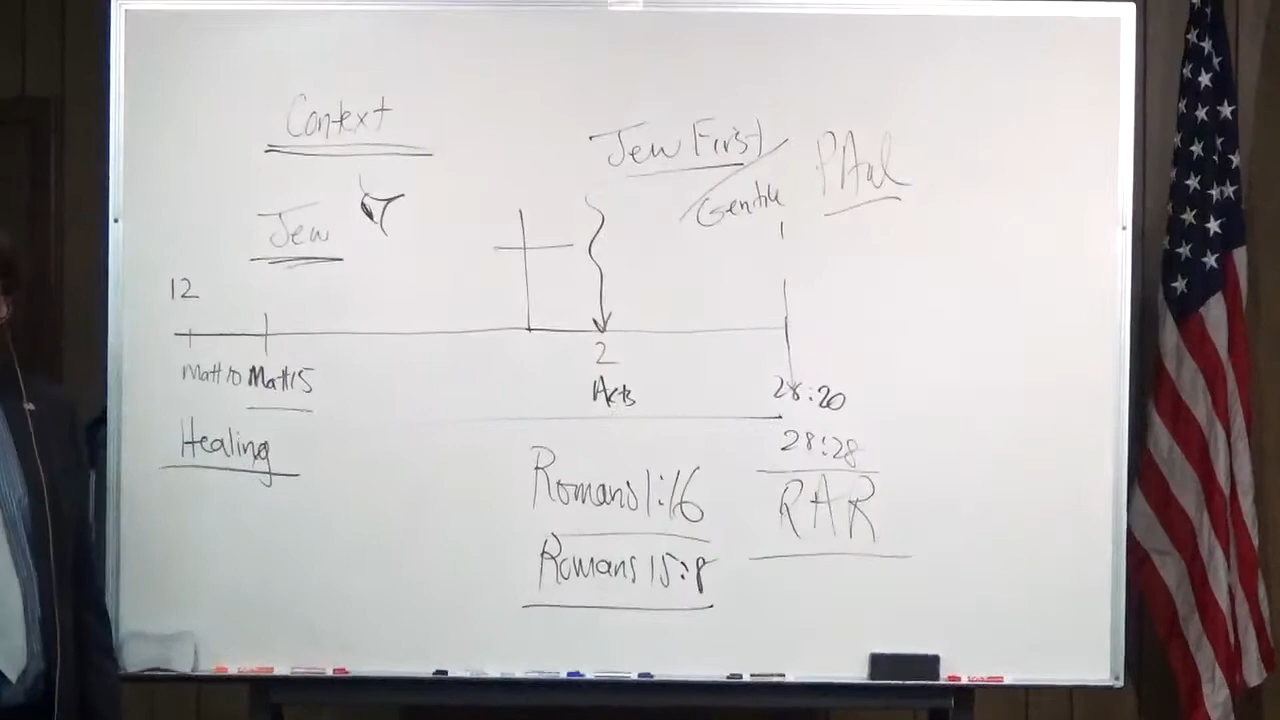 Context
Jew First
Gentile
PAul
Jew
12
Matt 10 Matt 15
2
Acts
28:20
Healing
28:28
Romans 1:16
RAR
Romans 15:8